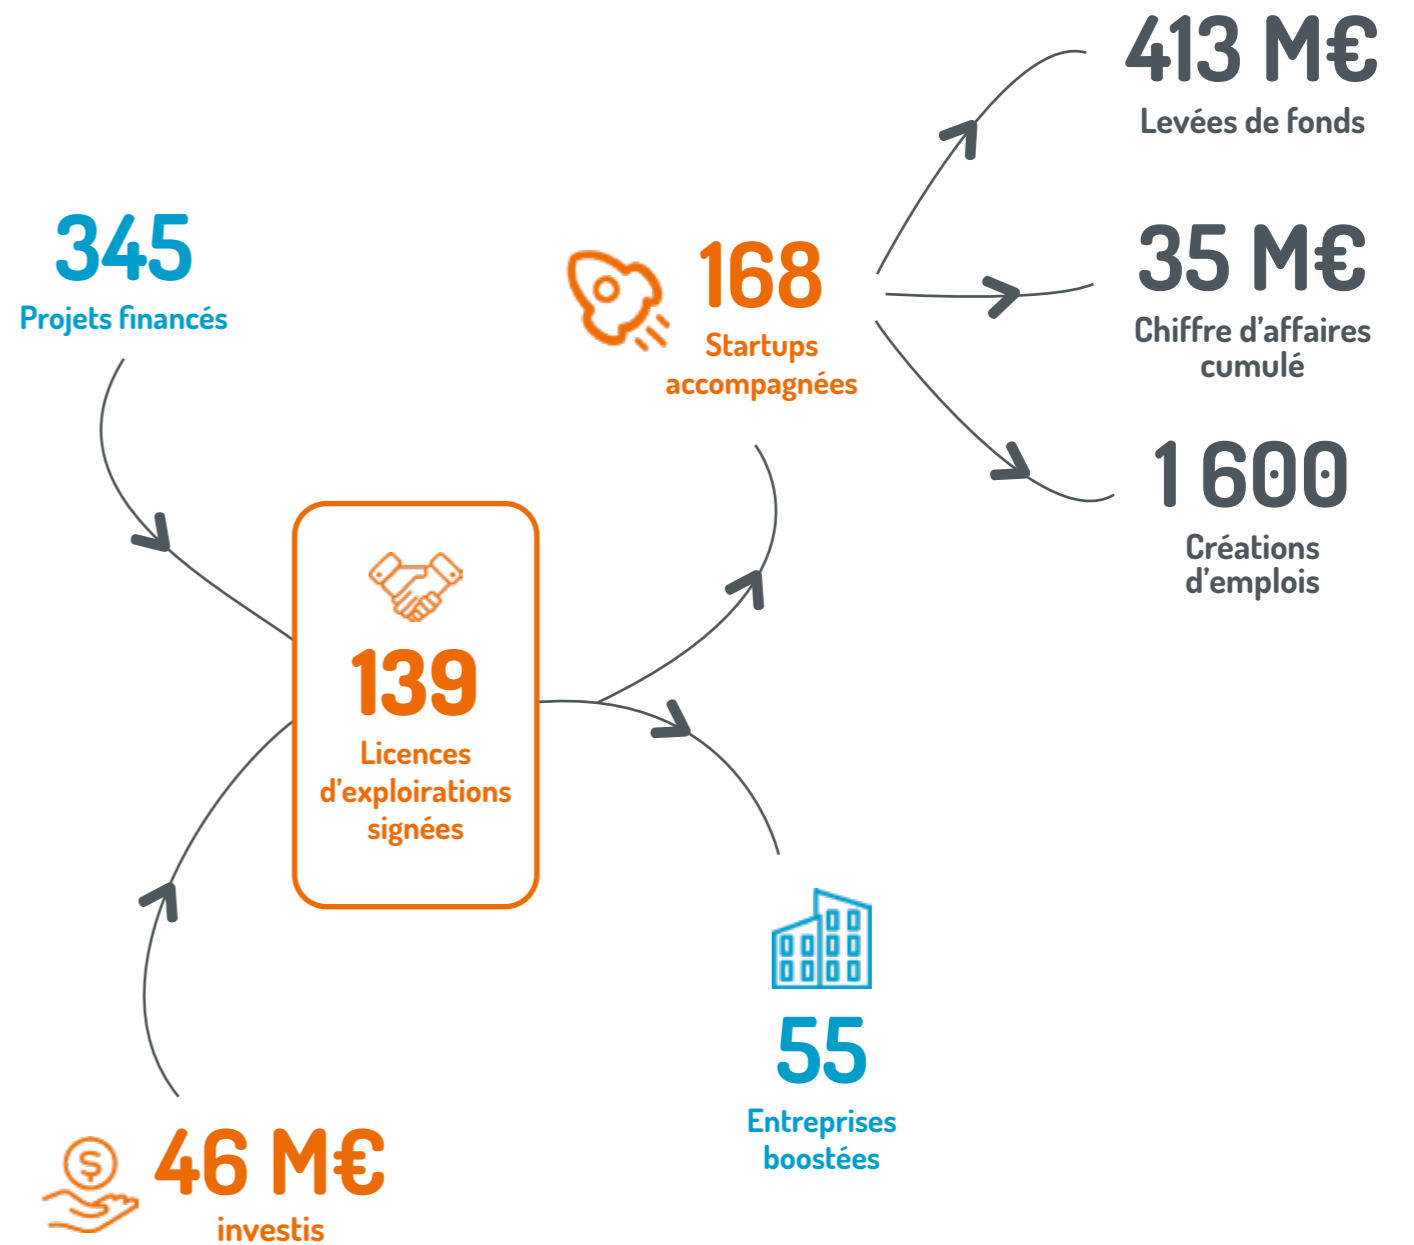 413 M€
Levées de fonds
345
Projets financés
168
Startups
accompagnées
35 M€
Chiffre d'affaires
cumulé
1 600
Créations
d'emplois
139
Licences
d'exploirations
signées
55
Entreprises
boostées
$
46 M€
investis